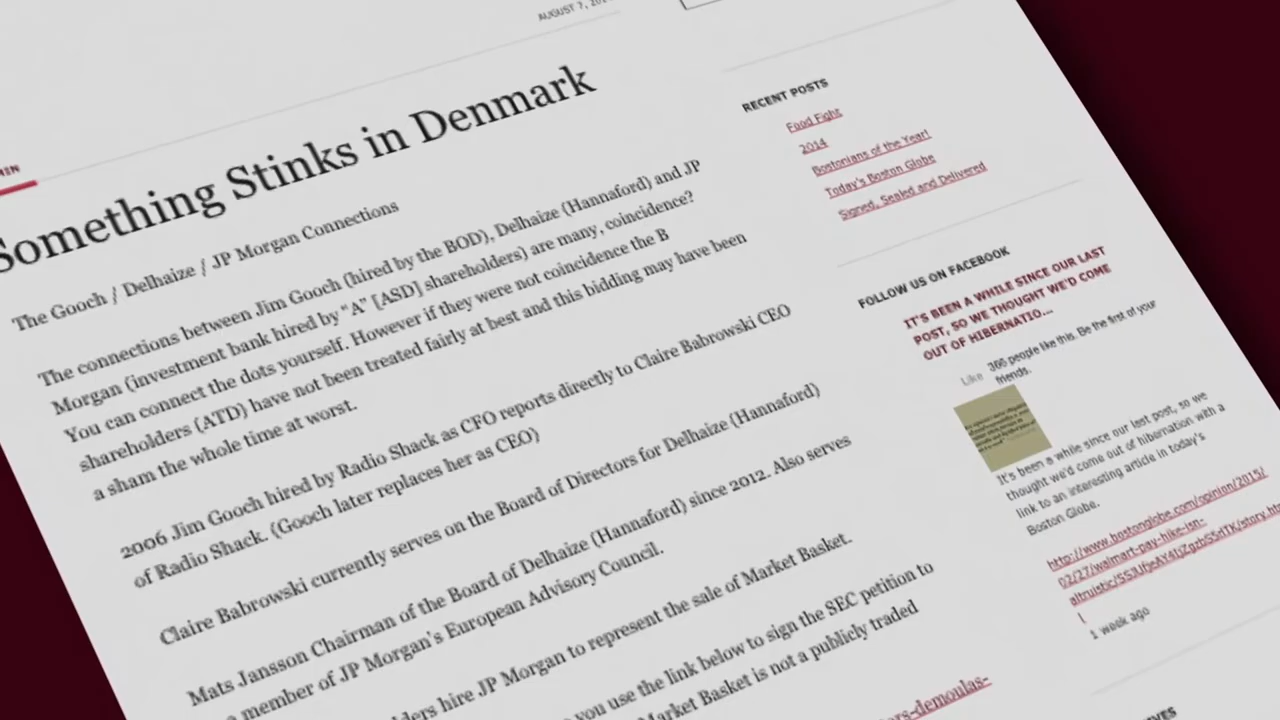 AUGUST 7,
Something Stinks in Denmark
The Gooch / Delhaize / JP Morgan Connections
The connections between Jim Gooch (hired by the BOD), Delhaize (Hannaford) and JP
Morgan (investment bank hired by “A” [ASD] shareholders) are many, coincidence?
You can connect the dots yourself. However if they were not coincidence the B
shareholders (ATD) have not been treated fairly at best and this bidding may have been
a sham the whole time at worst.
2006 Jim Gooch hired by Radio Shack as CFO reports directly to Claire Babrowski CEO
of Radio Shack. (Gooch later replaces her as CEO)
Claire Babrowski currently serves on the Board of Directors for Delhaize (Hannaford)
Mats Jansson Chairman of the Board of Delhaize (Hannaford) since 2012. Also serves
a member of JP Morgan’s European Advisory Council.
hire JP Morgan to represent the sale of Market Basket.
you use the link below to sign the SEC petition to
Market Basket is not a publicly traded
RECENT POSTS
Food Fight
2014
Bostonians of the Year!
Today's Boston Globe
Signed, Sealed and Delivered
FOLLOW US ON FACEBOOK
IT'S BEEN A WHILE SINCE OUR LAST
POST, SO WE THOUGHT WE'D COME
OUT OF HIBERNATIO...
Like 366 people like this. Be the first of your
friends.
It's been a while since our last post, so we
thought we'd come out of hibernation with a
link to an interesting article in today's
Boston Globe.
http://www.bostonglobe.com/opinion/2015/
02/27/walmart-pay-hike-isn-
1 week ago